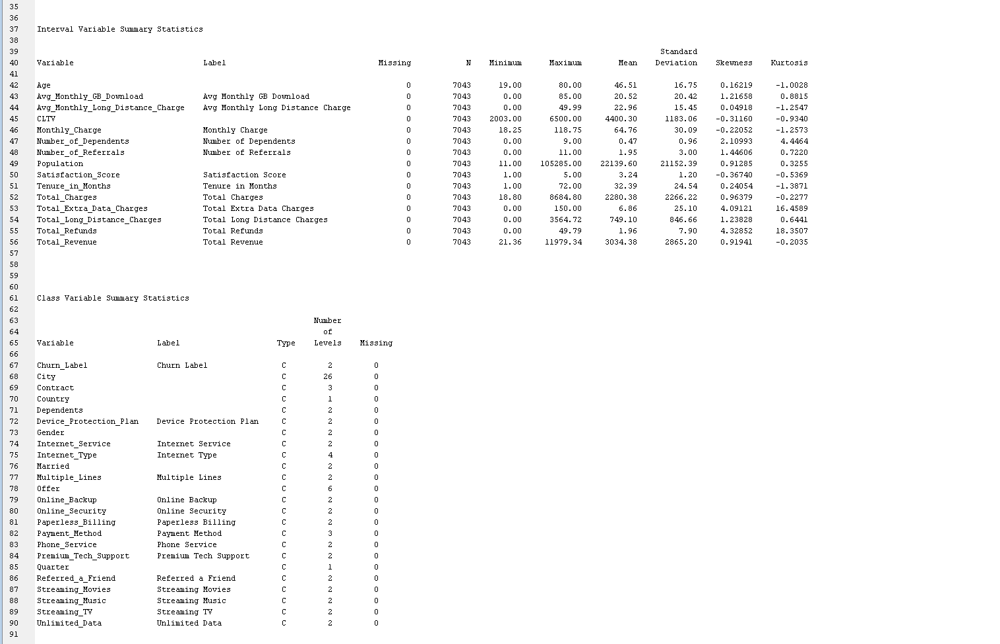 35
36
37 Interval Variable Summary Statistics
38
39 Standard
40 Variable Label Missing N Minimum Maximum Mean Deviation Skewness Kurtosis
41
42 Age 0 7043 19.00 80.00 46.51 16.75 0.16219 -1.0028
43 Avg_Monthly_GB_Download Avg Monthly GB Download 0 7043 0.00 85.00 20.52 20.42 1.21658 0.8815
44 Avg_Monthly_Long_Distance_Charge Avg Monthly Long Distance Charge 0 7043 0.00 49.99 22.96 15.45 0.04918 -1.2547
45 CLTV 0 7043 2003.00 6500.00 4400.30 1183.06 -0.31160 -0.9340
46 Monthly_Charge Monthly Charge 0 7043 18.25 118.75 64.76 30.09 -0.22052 -1.2573
47 Number_of_Dependents Number of Dependents 0 7043 0.00 9.00 0.47 0.96 2.10993 4.4464
48 Number_of_Referrals Number of Referrals 0 7043 0.00 11.00 1.95 3.00 1.44606 0.7220
49 Population 0 7043 11.00 105285.00 22139.60 21152.39 0.91285 0.3255
50 Satisfaction_Score Satisfaction Score 0 7043 1.00 5.00 3.24 1.20 -0.36740 -0.5369
51 Tenure_in_Months Tenure in Months 0 7043 1.00 72.00 32.39 24.54 0.24054 -1.3871
52 Total_Charges Total Charges 0 7043 18.80 8684.80 2280.38 2266.22 0.96379 -0.2277
53 Total_Extra_Data_Charges Total Extra Data Charges 0 7043 0.00 150.00 6.86 25.10 4.09121 16.4589
54 Total_Long_Distance_Charges Total Long Distance Charges 0 7043 0.00 3564.72 749.10 846.66 1.23828 0.6441
55 Total_Refunds Total Refunds 0 7043 0.00 49.79 1.96 7.90 4.32852 18.3507
56 Total_Revenue Total Revenue 0 7043 21.36 11979.34 3034.38 2865.20 0.91941 -0.2035
57
58
59
60
61 Class Variable Summary Statistics
62
63 Number
64 of
65 Variable Label Type Levels Missing
66
67 Churn_Label Churn Label C 2 0
68 City C 26 0
69 Contract C 3 0
70 Country C 1 0
71 Dependents C 2 0
72 Device_Protection_Plan Device Protection Plan C 2 0
73 Gender C 2 0
74 Internet_Service Internet Service C 2 0
75 Internet_Type Internet Type C 4 0
76 Married C 2 0
77 Multiple_Lines Multiple Lines C 2 0
78 Offer C 6 0
79 Online_Backup Online Backup C 2 0
80 Online_Security Online Security C 2 0
81 Paperless_Billing Paperless Billing C 2 0
82 Payment_Method Payment Method C 3 0
83 Phone_Service Phone Service C 2 0
84 Premium_Tech_Support Premium Tech Support C 2 0
85 Quarter C 1 0
86 Referred_a_Friend Referred a Friend C 2 0
87 Streaming_Movies Streaming Movies C 2 0
88 Streaming_Music Streaming Music C 2 0
89 Streaming_TV Streaming TV C 2 0
90 Unlimited_Data Unlimited Data C 2 0
91